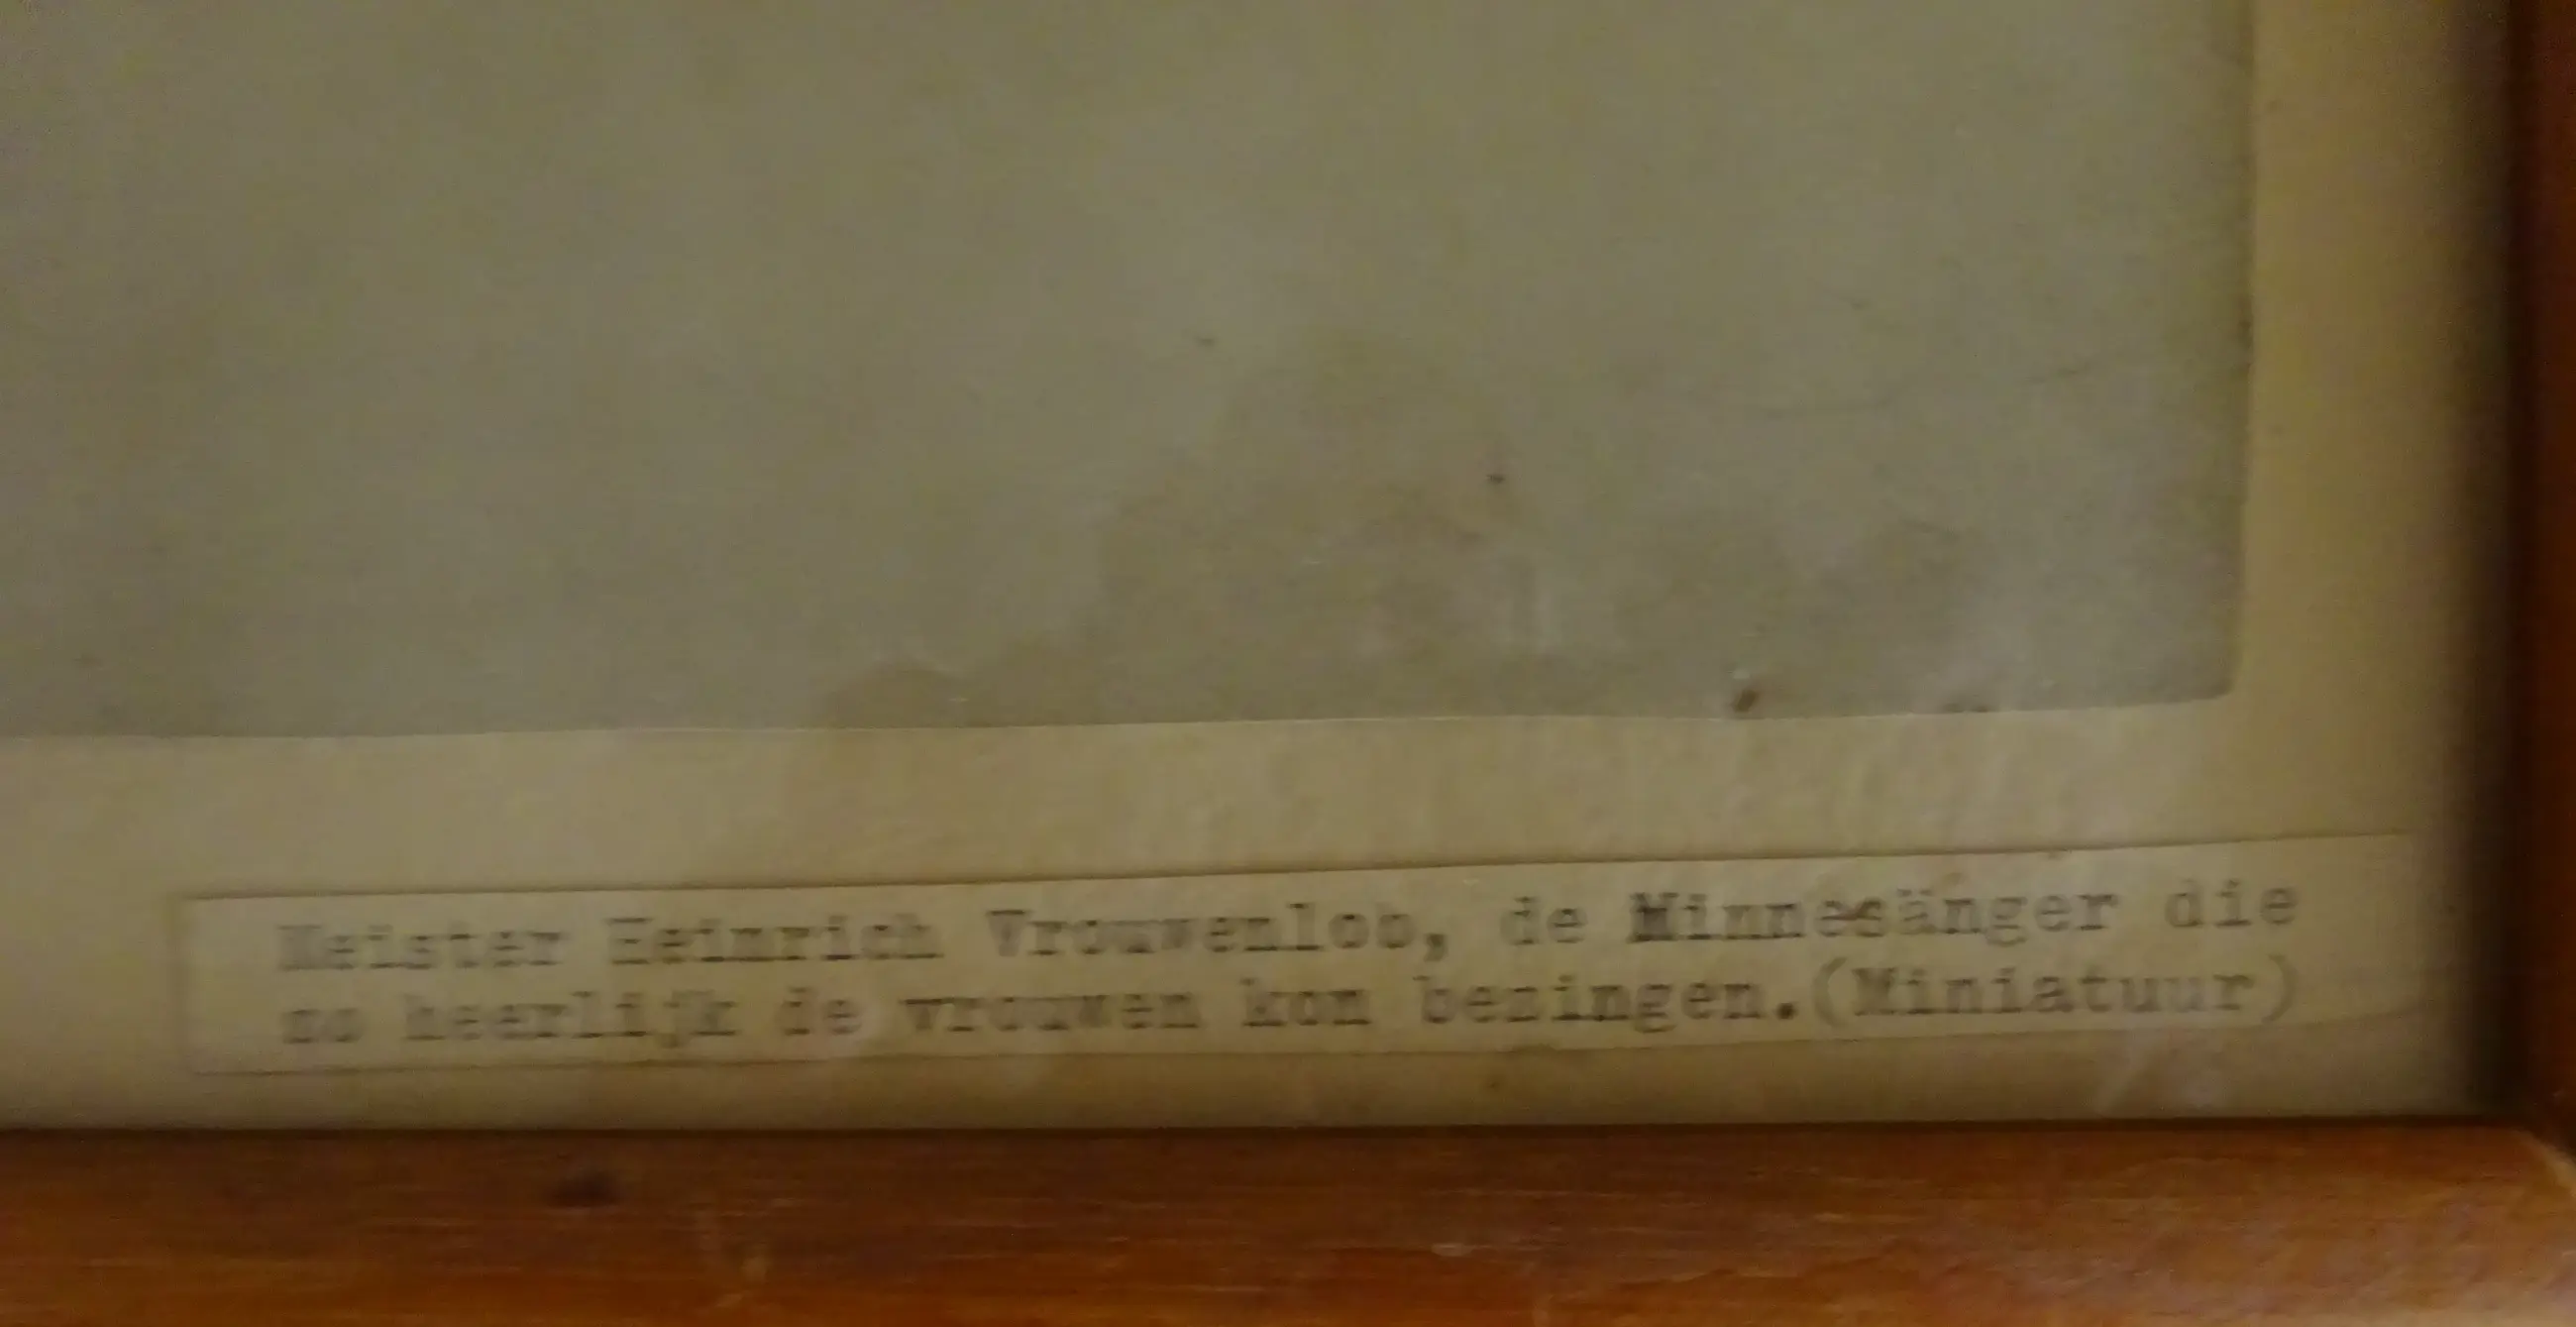 Meister Heinrich Vrouwenlob, de Minnesänger die
zo heerlijk de vrouwen kon bezingen.(Miniatuur)